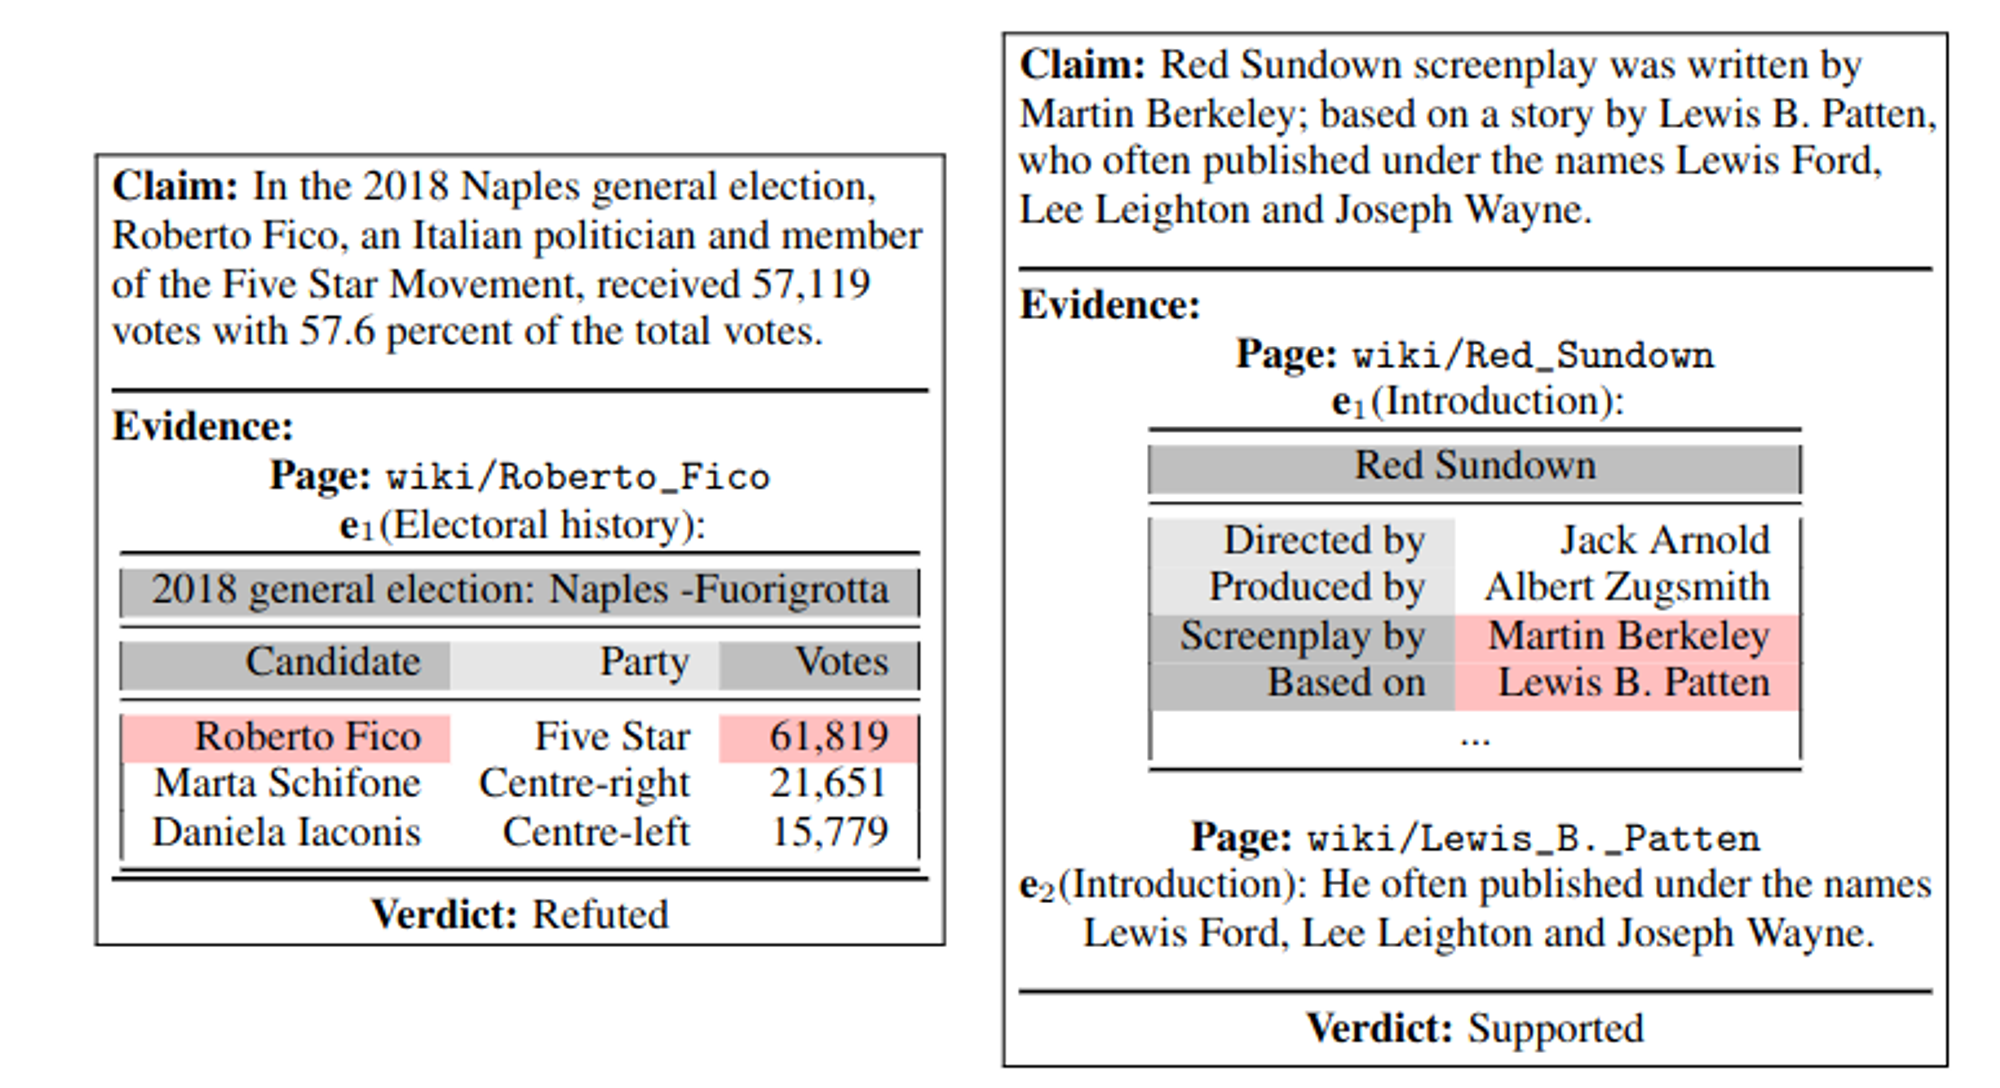 Claim: In the 2018 Naples general election,
Roberto Fico, an Italian politician and member
of the Five Star Movement, received 57,119
votes with 57.6 percent of the total votes.
Evidence:
Page: wiki/Roberto_Fico
e1(Electoral history):
2018 general election: Naples -Fuorigrotta
Candidate Party Votes
Roberto Fico Five Star 61,819
Marta Schifone Centre-right 21,651
Daniela Iaconis Centre-left 15,779
Verdict: Refuted
Claim: Red Sundown screenplay was written by
Martin Berkeley; based on a story by Lewis B. Patten,
who often published under the names Lewis Ford,
Lee Leighton and Joseph Wayne.
Evidence:
Page: wiki/Red_Sundown
e1(Introduction):
Red Sundown
Directed by Jack Arnold
Produced by Albert Zugsmith
Screenplay by Martin Berkeley
Based on Lewis B. Patten
...
Page: wiki/Lewis_B._Patten
e2(Introduction): He often published under the names
Lewis Ford, Lee Leighton and Joseph Wayne.
Verdict: Supported